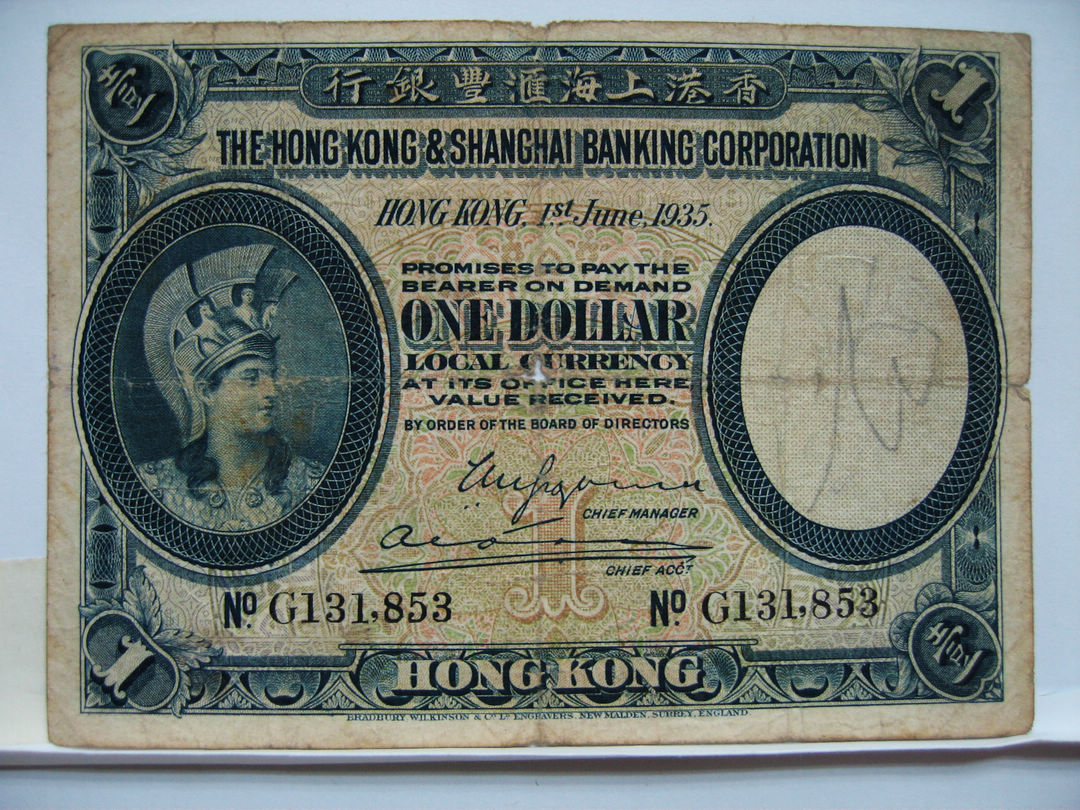 香港上海滙豐銀行
1
THE HONG KONG & SHANGHAI BANKING CORPORATION
HONG KONG, 1st June, 1935.
PROMISES TO PAY THE
BEARER ON DEMAND
ONE DOLLAR
LOCAL CURRENCY
AT ITS OFFICE HERE
VALUE RECEIVED.
BY ORDER OF THE BOARD OF DIRECTORS
CHIEF MANAGER
1
CHIEF ACCT
No. G131,853
No. G131,853
1
HONG KONG
BRADBURY WILKINSON & Co. Ld. ENGRAVERS. NEW MALDEN, SURREY, ENGLAND